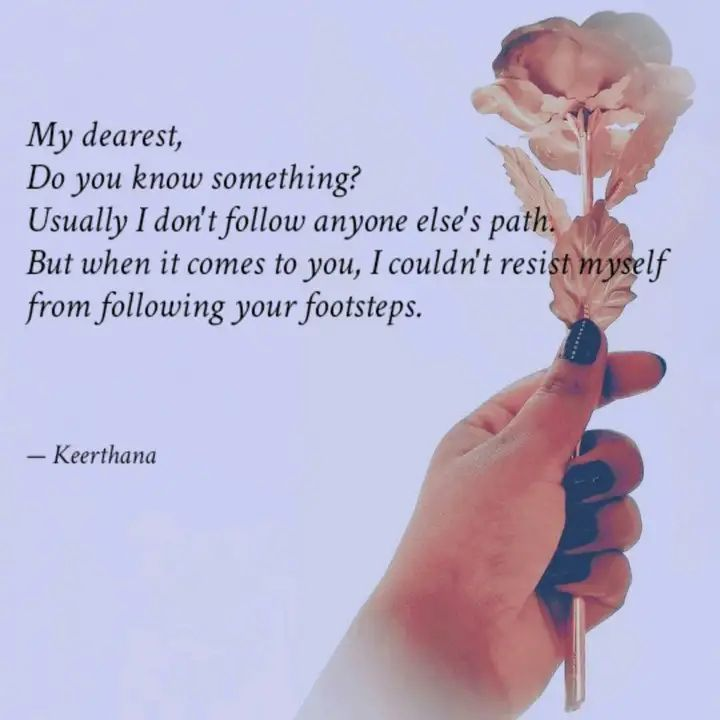 My dearest,
Do you know something?
Usually I don't follow anyone else's path.
But when it comes to you, I couldn't resist myself
from following your footsteps.
— Keerthana